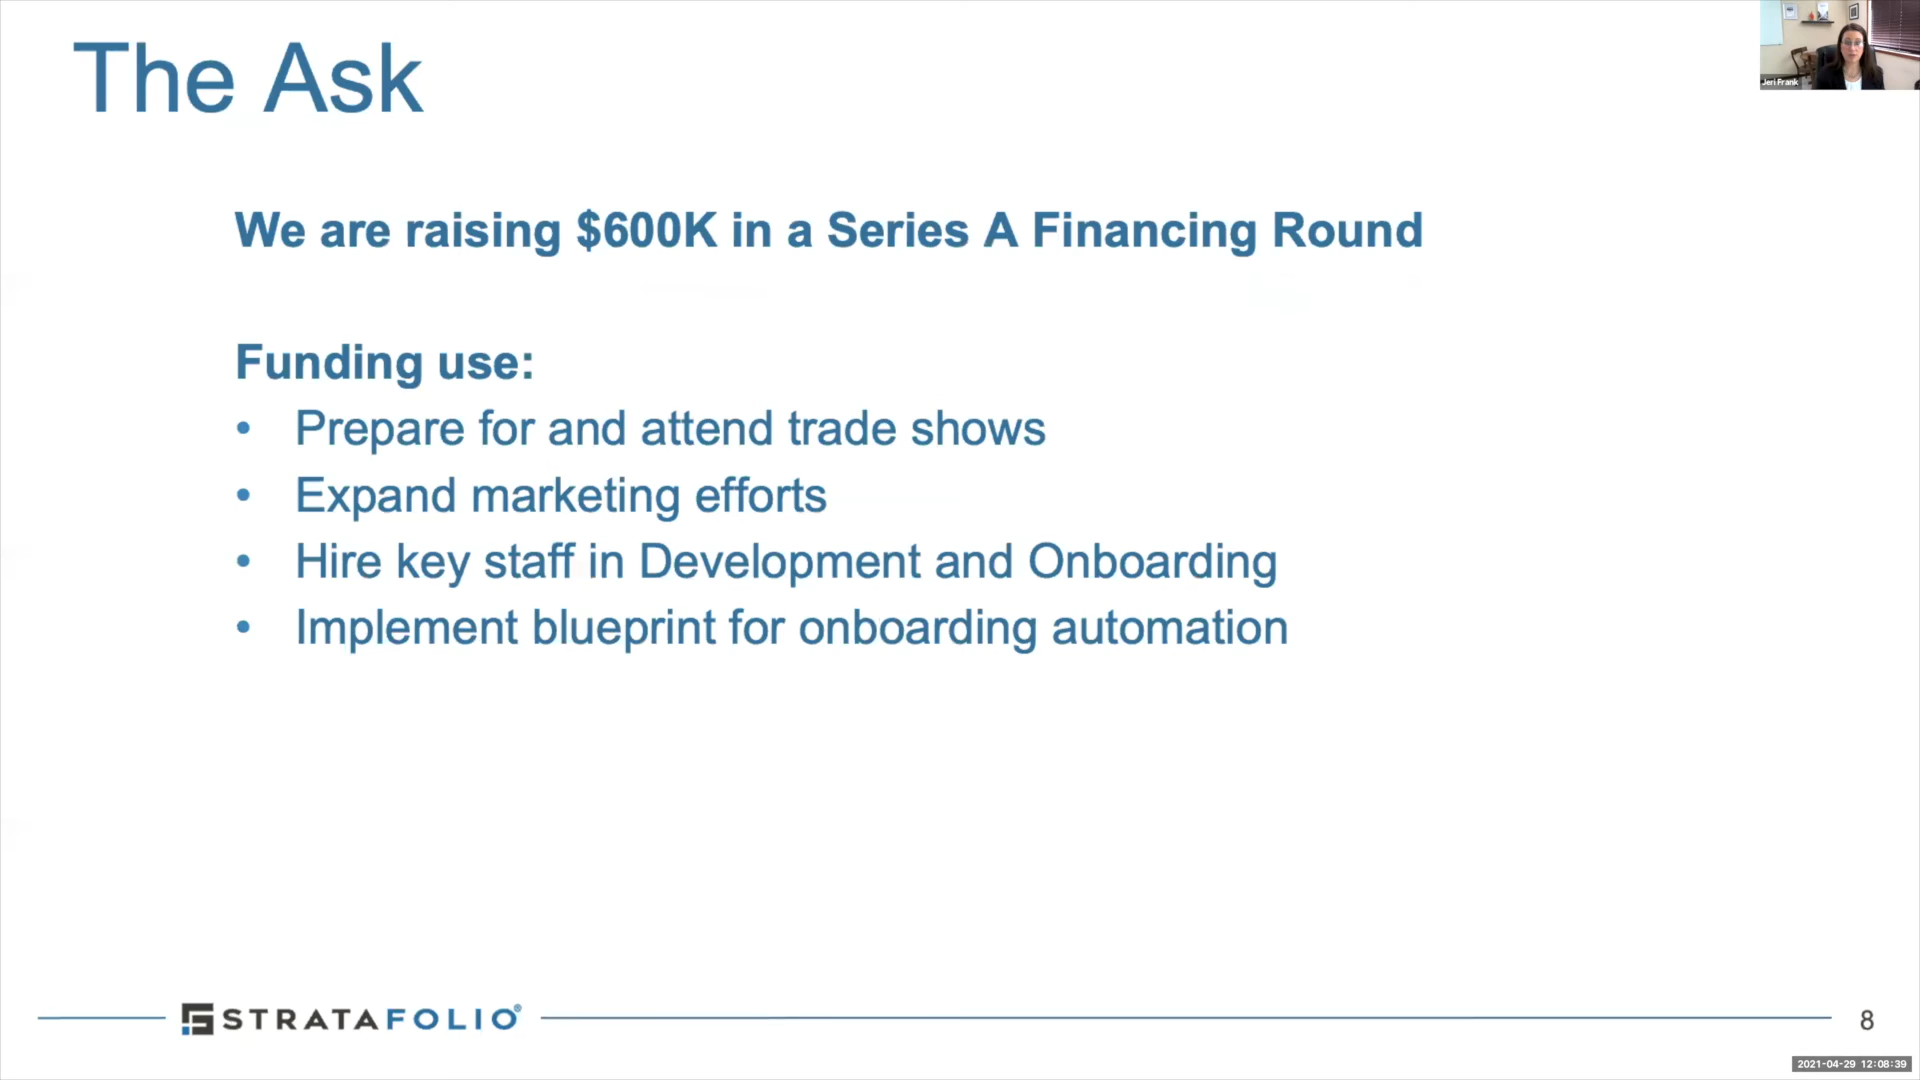 The Ask
Jeri Frank
We are raising $600K in a Series A Financing Round
Funding use:
• Prepare for and attend trade shows
• Expand marketing efforts
• Hire key staff in Development and Onboarding
• Implement blueprint for onboarding automation
STRATAFOLIO®
8
2021-04-29 12:08:39